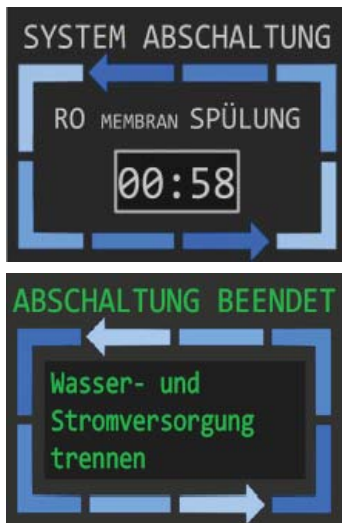 SYSTEM ABSCHALTUNG
RO MEMBRAN SPÜLUNG
00:58
ABSCHALTUNG BEENDET
Wasser- und
Stromversorgung
trennen